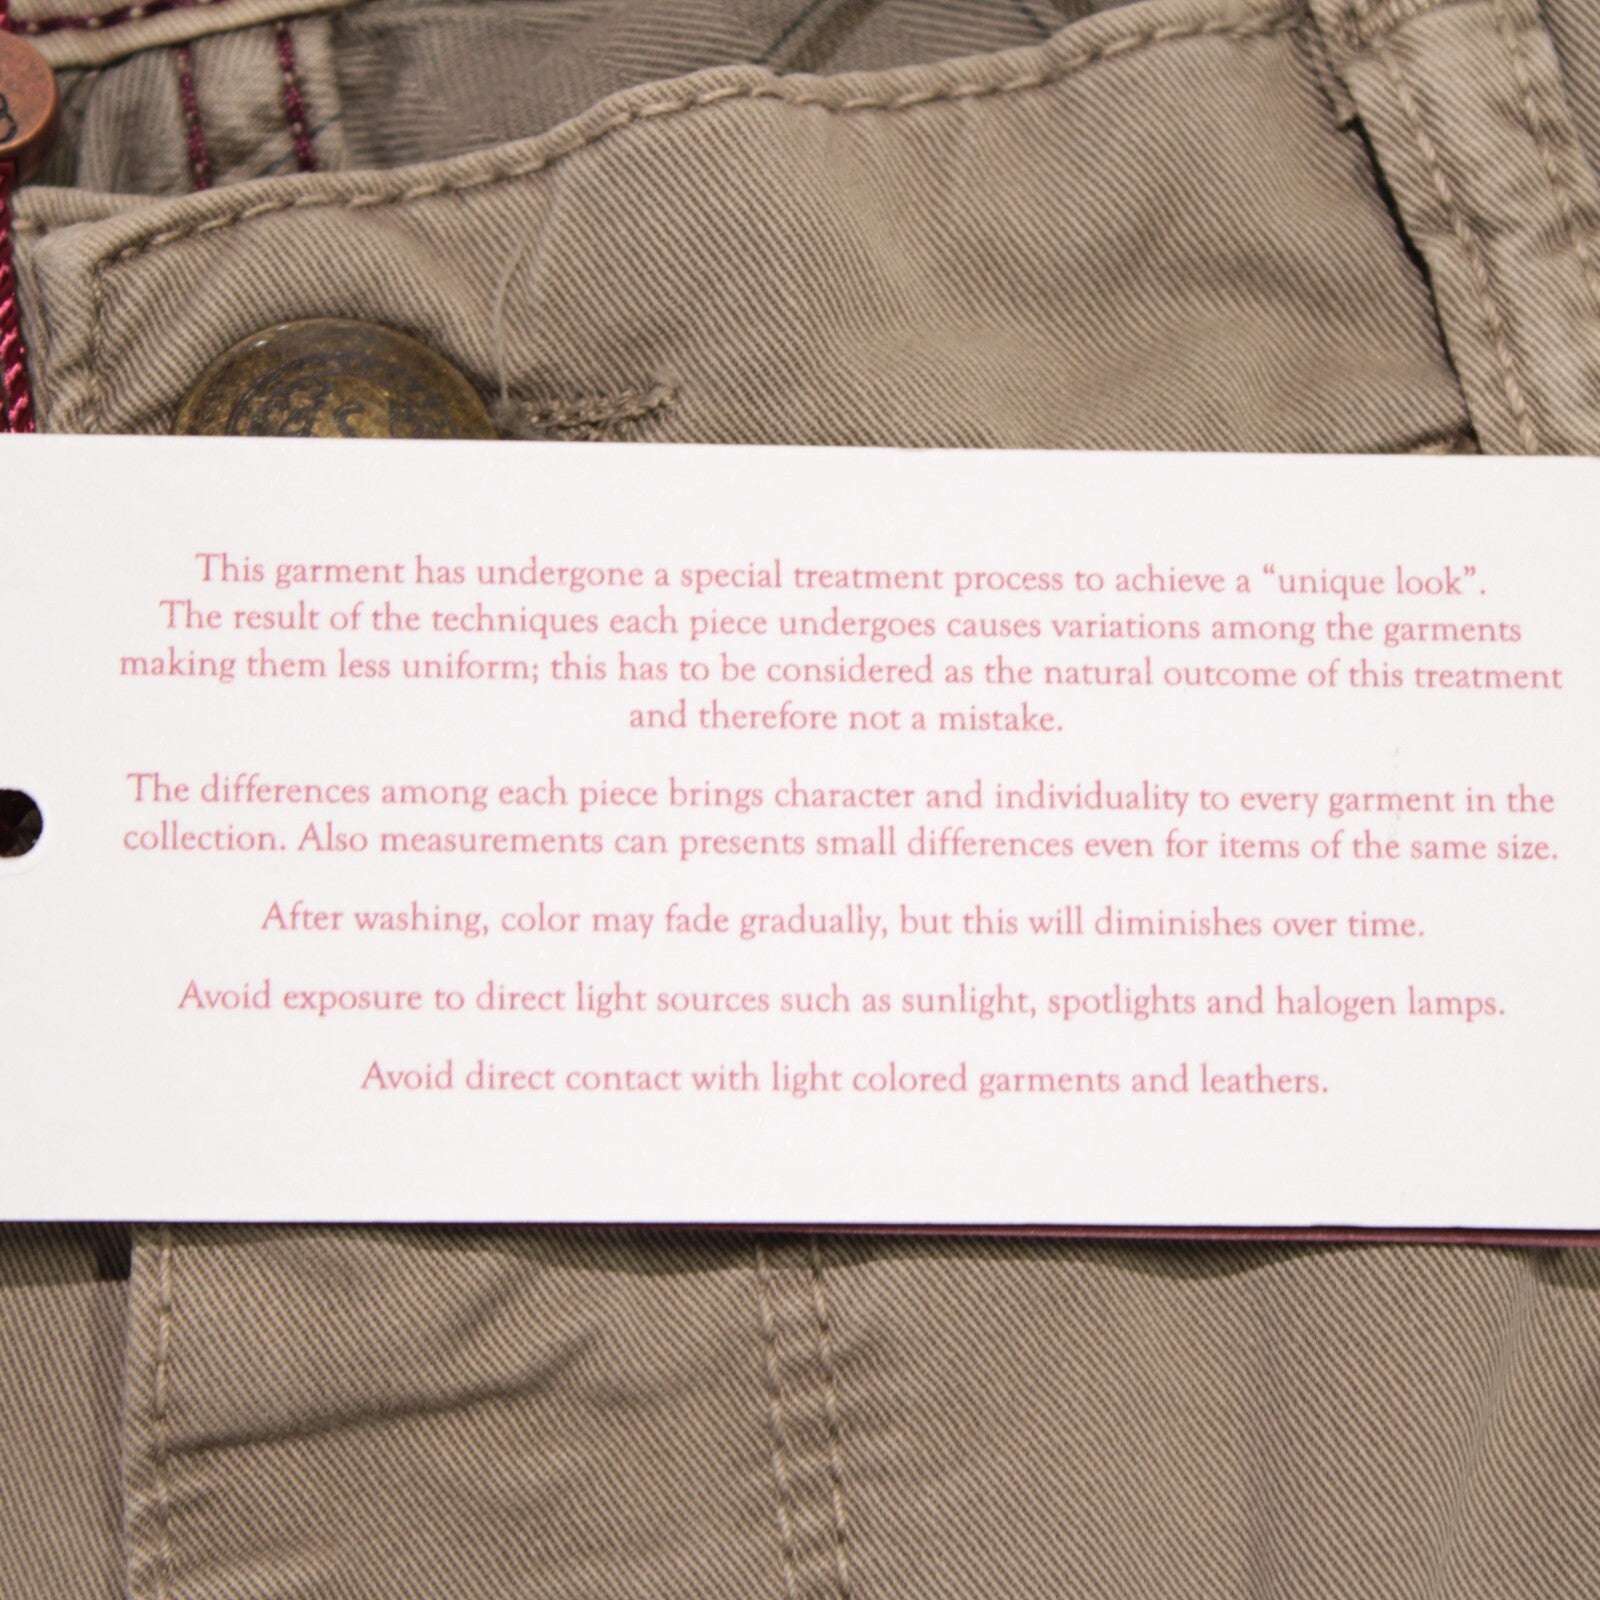 8
This garment has undergone a special treatment process to achieve a “unique look”.
The result of the techniques each piece undergoes causes variations among the garments
making them less uniform; this has to be considered as the natural outcome of this treatment
and therefore not a mistake.
The differences among each piece brings character and individuality to every garment in the
collection. Also measurements can presents small differences even for items of the same size.
After washing, color may fade gradually, but this will diminishes over time.
Avoid exposure to direct light sources such as sunlight, spotlights and halogen lamps.
Avoid direct contact with light colored garments and leathers.